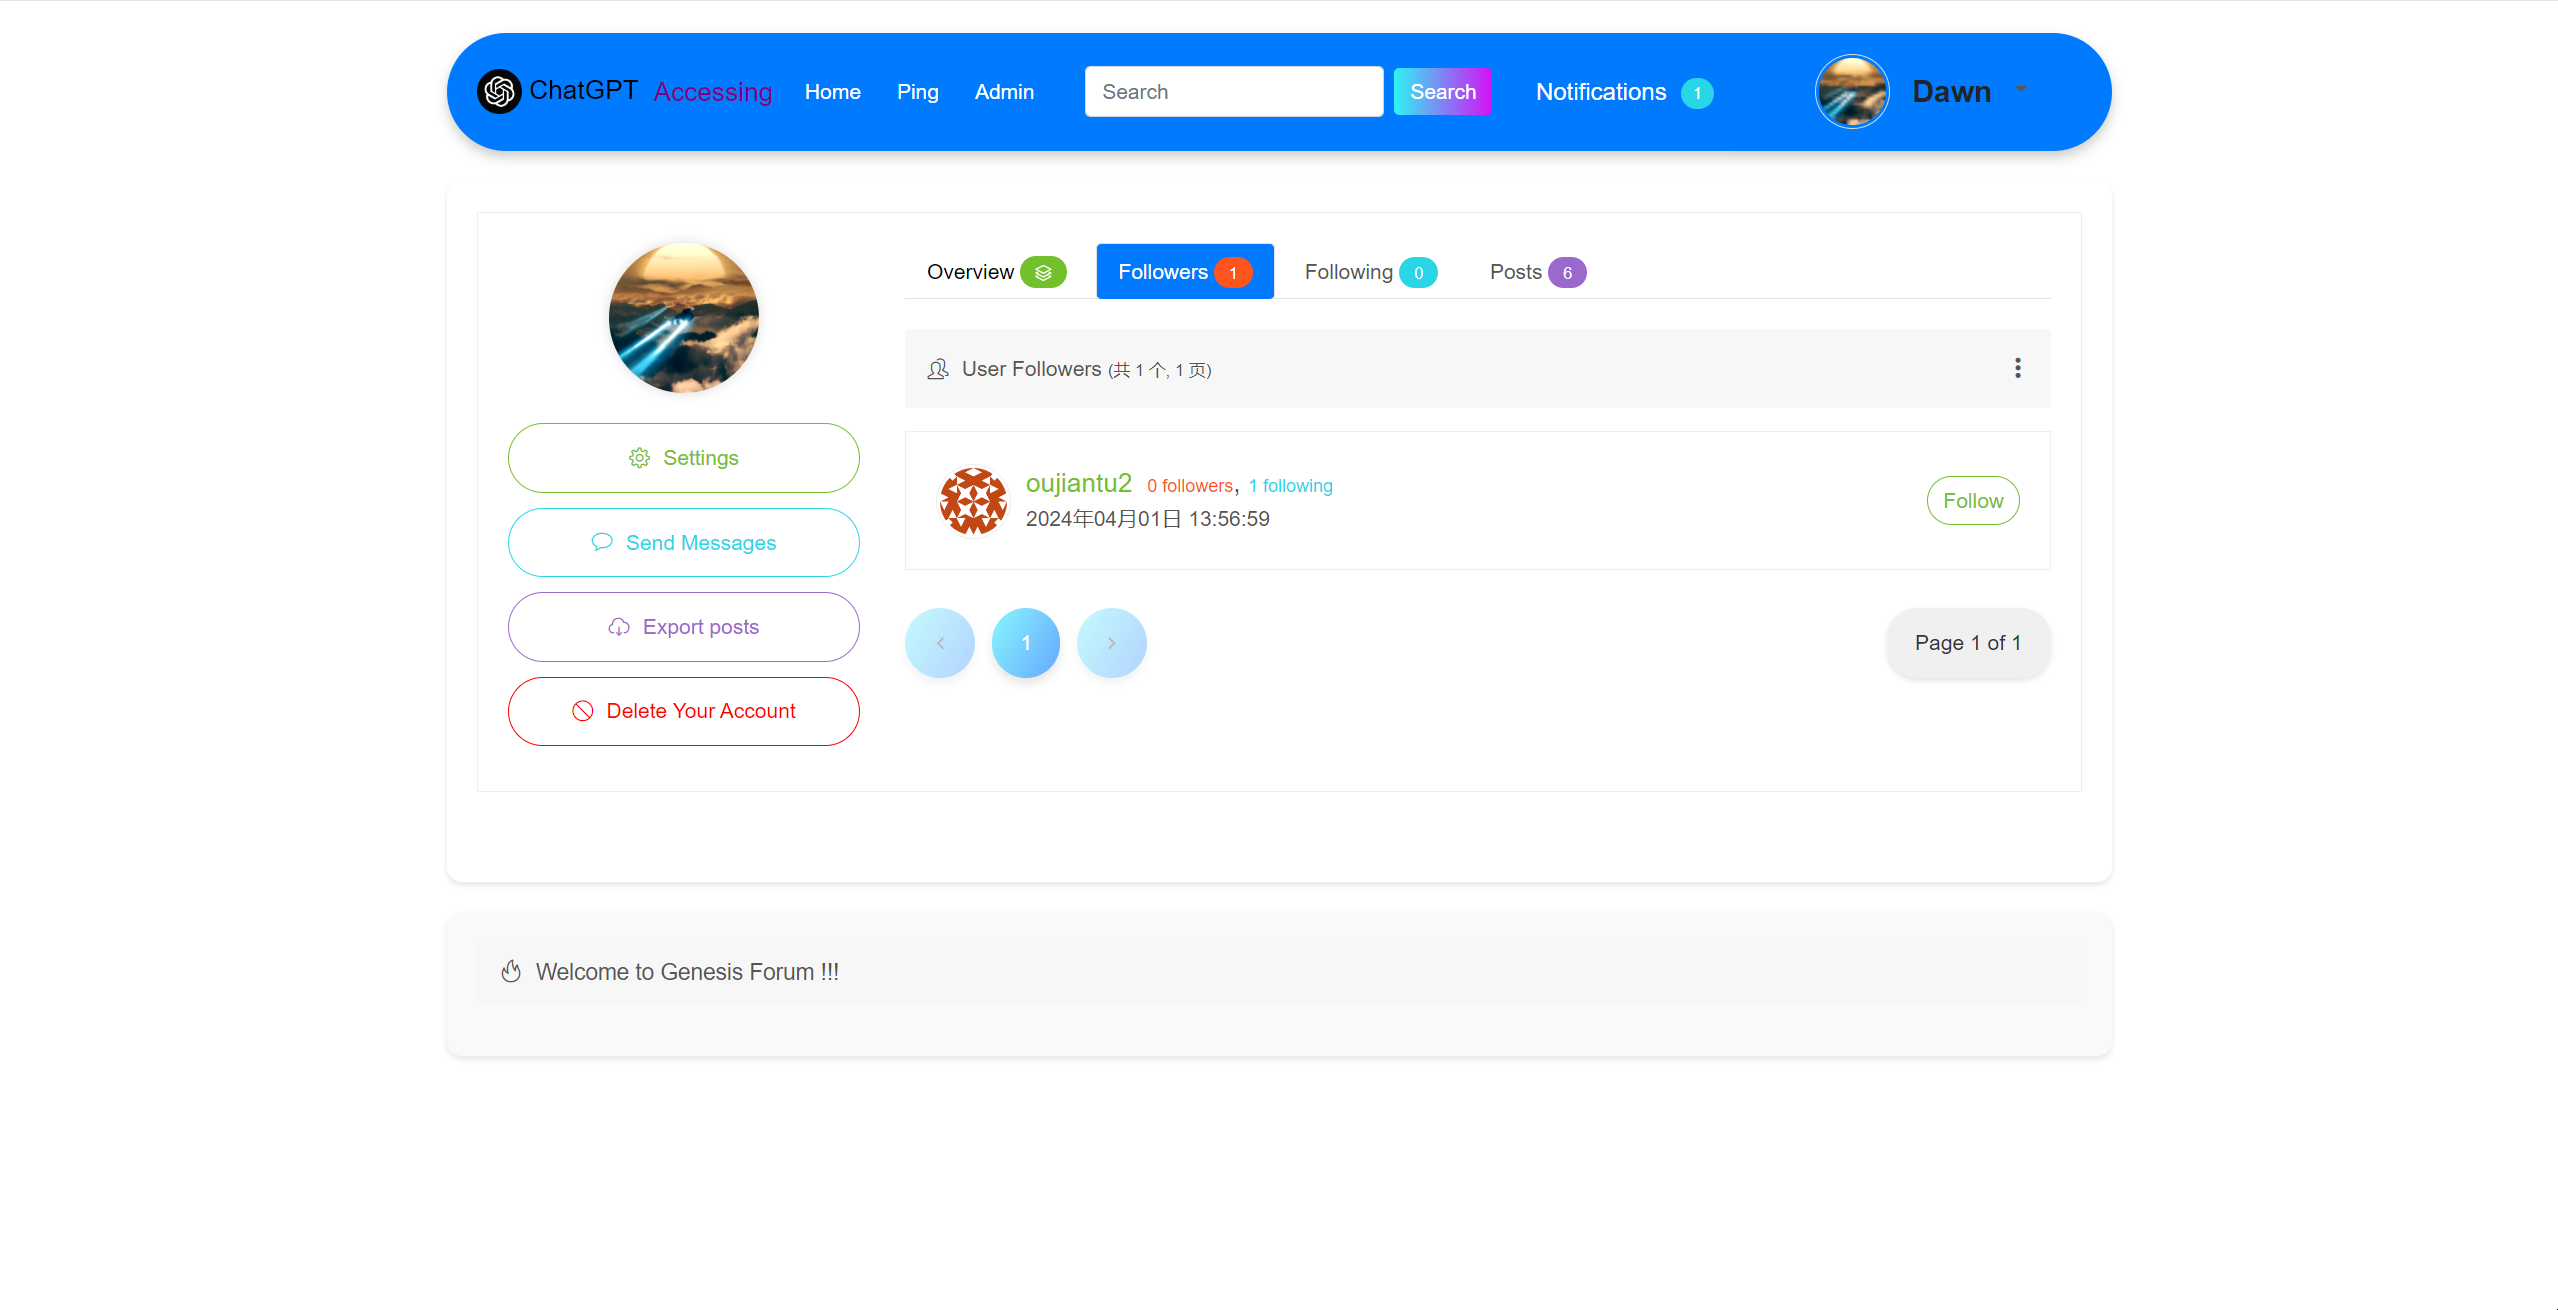 ChatGPT Accessing Home Ping Admin Search Search Notifications 1 Dawn
Overview Followers 1 Following 0 Posts 6
User Followers (共 1 个, 1 页)
Settings
Send Messages
Export posts
Delete Your Account
oujiantu2 0 followers, 1 following
2024年04月01日 13:56:59
Follow
1
Page 1 of 1
Welcome to Genesis Forum !!!